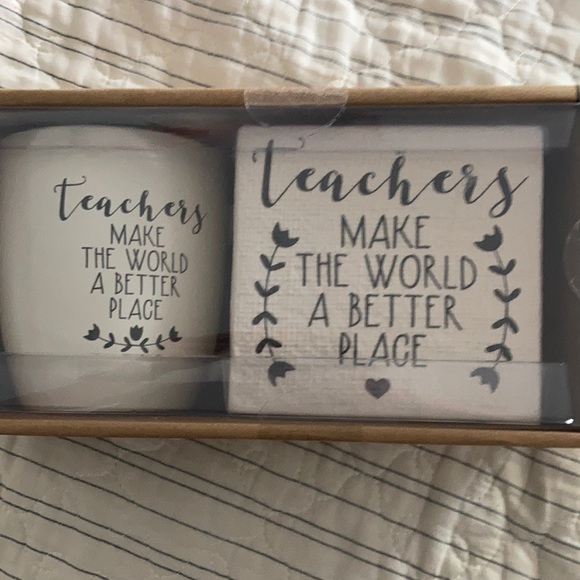 teachers
MAKE
THE WORLD
A BETTER
PLACE
teachers
MAKE
THE WORLD
A BETTER
PLACE